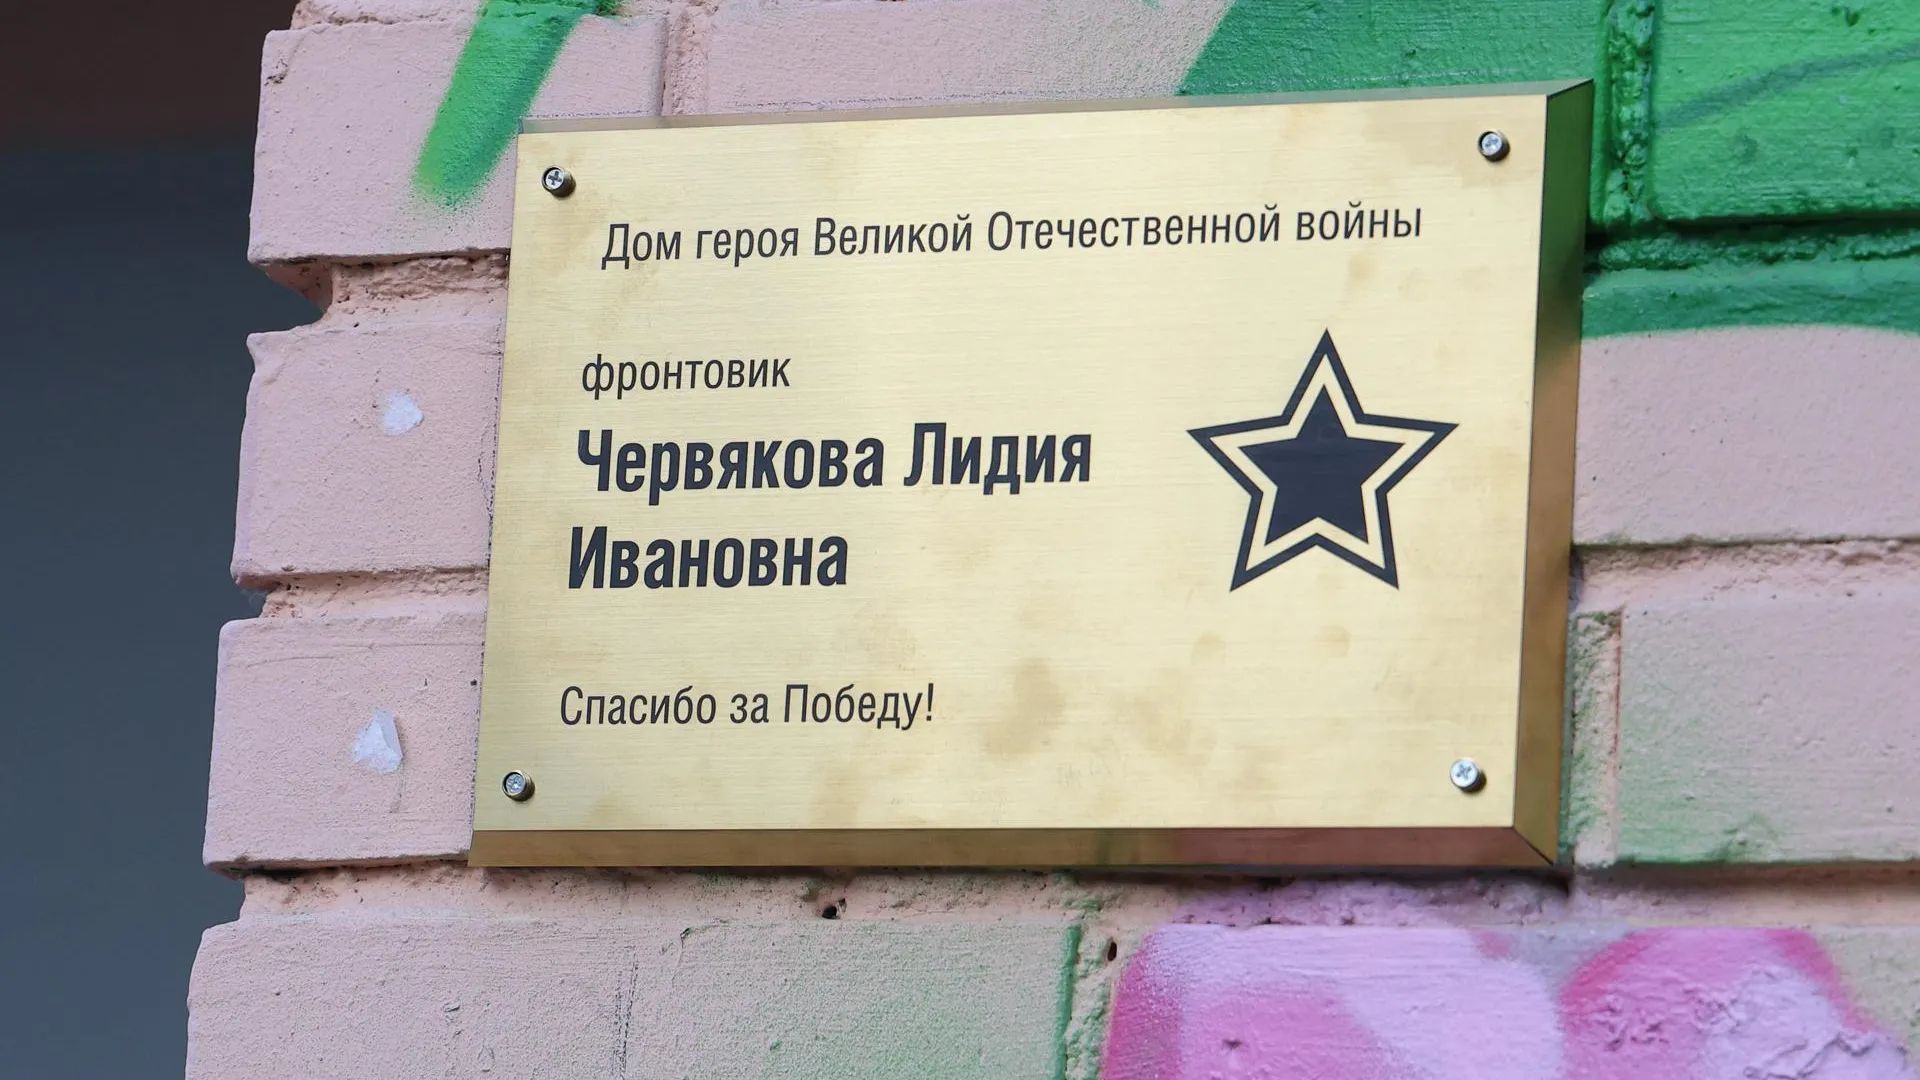 Дом героя Великой Отечественной войны
фронтовик
Червякова Лидия
Ивановна
Спасибо за Победу!